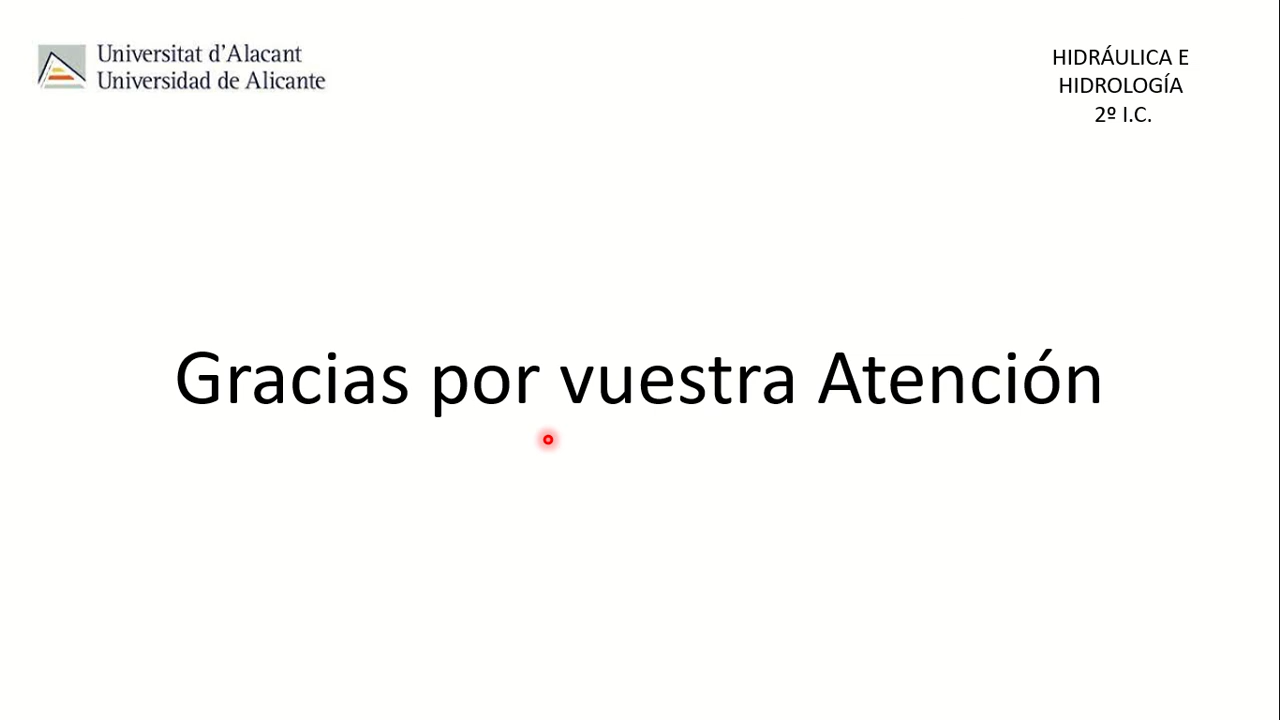 Universitat d'Alacant
Universidad de Alicante
HIDRÁULICA E
HIDROLOGÍA
2º I.C.
Gracias por vuestra Atención